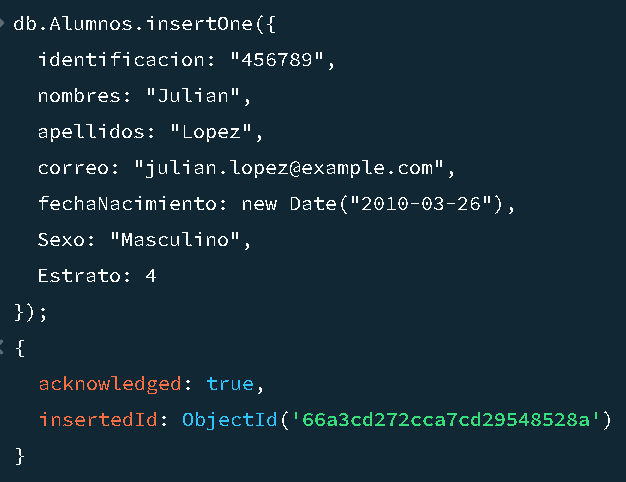 db.Alumnos.insertOne({
identificacion: "456789",
nombres: "Julian",
apellidos: "Lopez",
correo: "julian.lopez@example.com",
fechaNacimiento: new Date("2010-03-26"),
Sexo: "Masculino",
Estrato: 4
});
{
acknowledged: true,
insertedId: ObjectId('66a3cd272cca7cd29548528a')
}